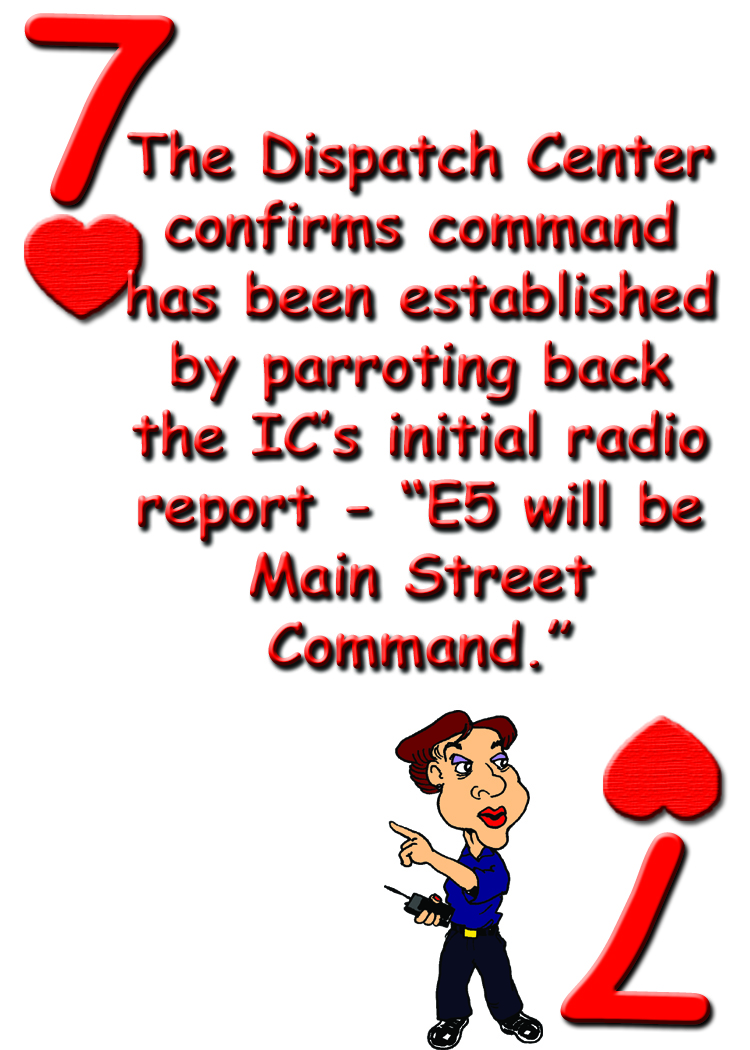 7
The Dispatch Center
confirms command
has been established
by parroting back
the IC's initial radio
report – “E5 will be
Main Street
Command.”
7